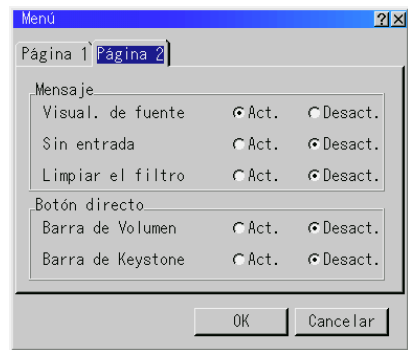 Menú
Página 1 Página 2
Mensaje
Visual. de fuente Act. Desact.
Sin entrada Act. Desact.
Limpiar el filtro Act. Desact.
Botón directo
Barra de Volumen Act. Desact.
Barra de Keystone Act. Desact.
OK Cancelar